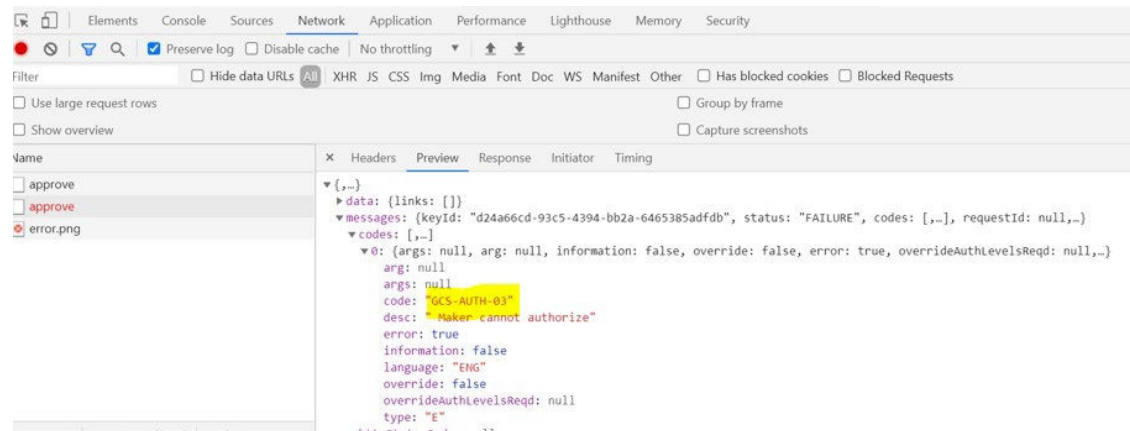 Elements Console Sources Network Application Performance Lighthouse Memory Security
Preserve log Disable cache No throttling
Filter Hide data URLs All XHR JS CSS Img Media Font Doc WS Manifest Other Has blocked cookies Blocked Requests
Use large request rows Group by frame
Show overview Capture screenshots
Name × Headers Preview Response Initiator Timing
approve
approve
error.png
▼{,…}
▶data: {links: []}
▼messages: {keyId: "d24a66cd-93c5-4394-bb2a-6465385adfdb", status: "FAILURE", codes: [,…], requestId: null,…}
▼codes: [,…]
▼0: {args: null, arg: null, information: false, override: false, error: true, overrideAuthLevelsReqd: null,…}
arg: null
args: null
code: "GCS-AUTH-03"
desc: " Maker cannot authorize"
error: true
information: false
language: "ENG"
override: false
overrideAuthLevelsReqd: null
type: "E"